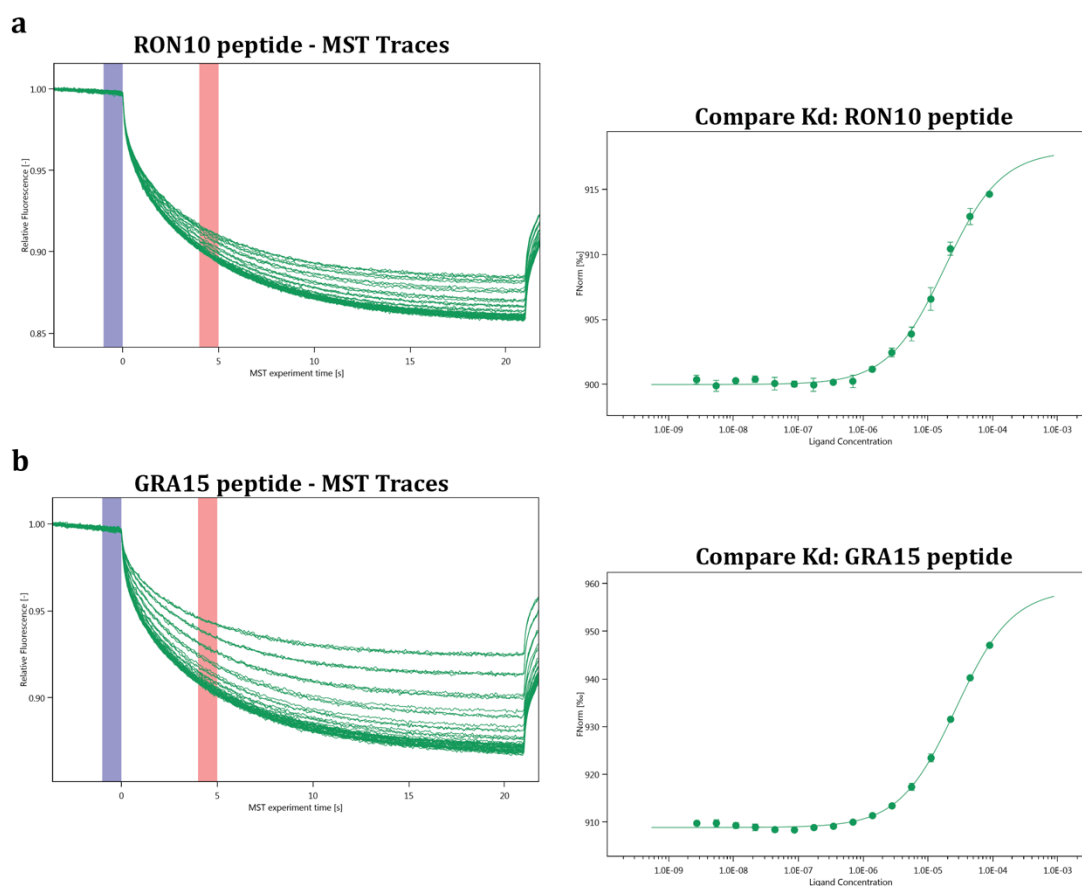 a
RON10 peptide - MST Traces
1.00
0.95
0.90
0.85
Relative Fluorescence [-]
0
5
10
15
20
MST experiment time [s]
Compare Kd: RON10 peptide
915
910
905
900
FNorm [‰]
1.0E-09
1.0E-08
1.0E-07
1.0E-06
1.0E-05
1.0E-04
1.0E-03
Ligand Concentration
b
GRA15 peptide - MST Traces
1.00
0.95
0.90
Relative Fluorescence [-]
0
5
10
15
20
MST experiment time [s]
Compare Kd: GRA15 peptide
960
950
940
930
920
910
FNorm [‰]
1.0E-09
1.0E-08
1.0E-07
1.0E-06
1.0E-05
1.0E-04
1.0E-03
Ligand Concentration